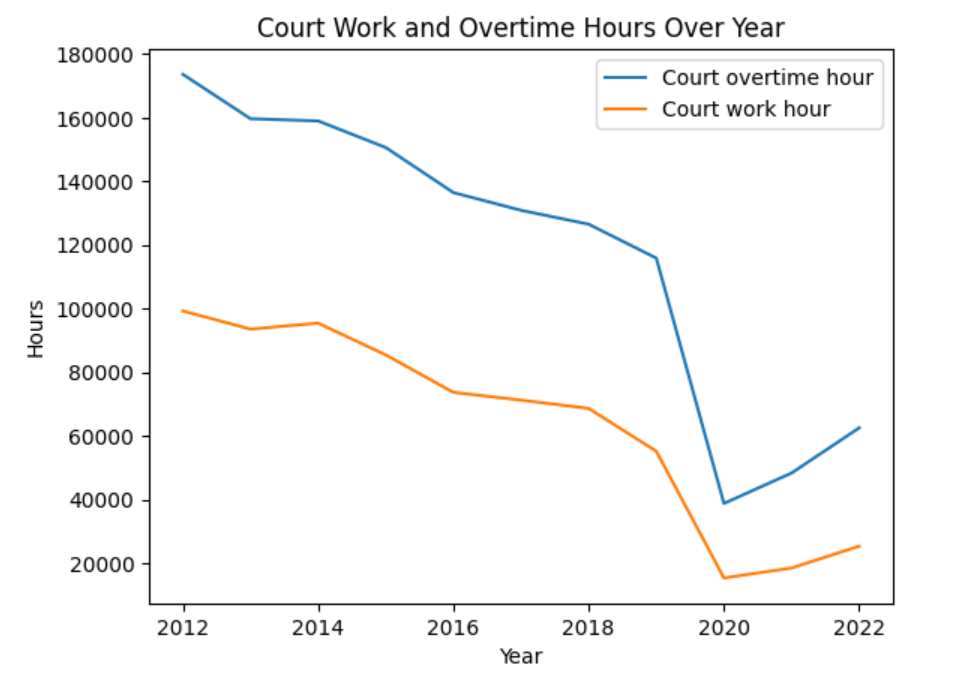 Court Work and Overtime Hours Over Year
180000
160000
140000
120000
100000
80000
60000
40000
20000
Hours
Court overtime hour
Court work hour
2012 2014 2016 2018 2020 2022
Year